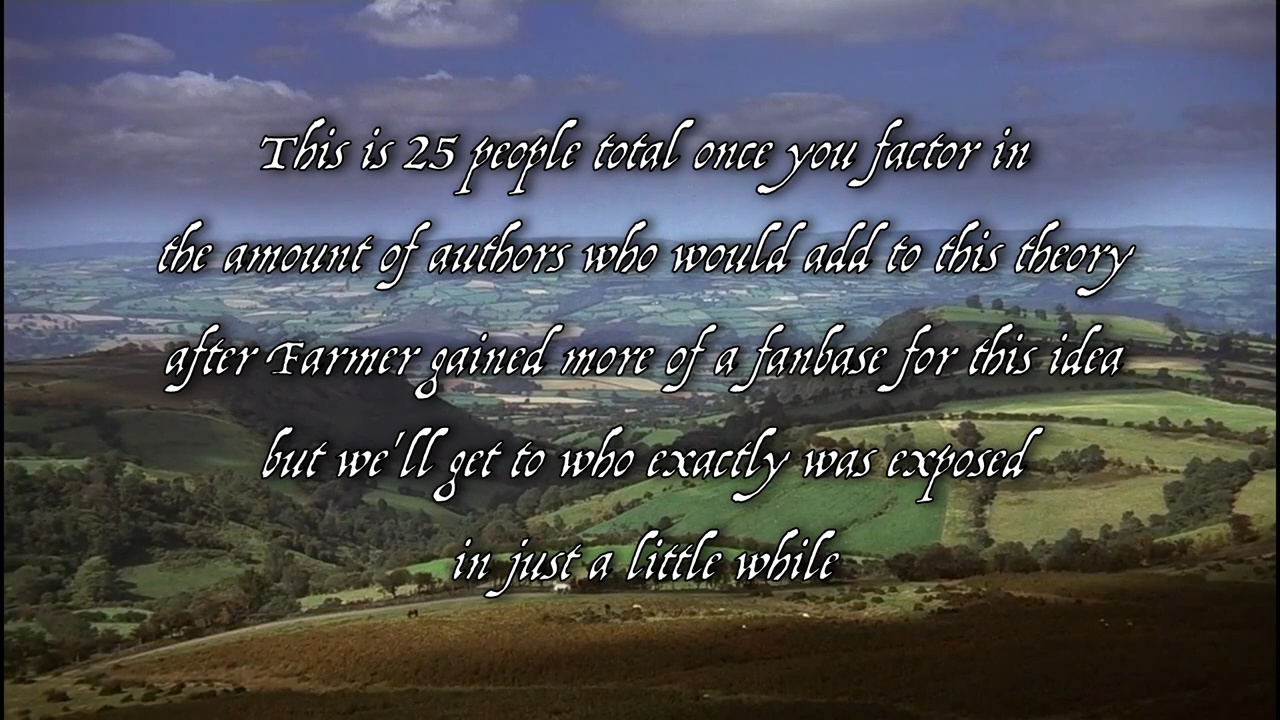 This is 25 people total once you factor in
the amount of authors who would add to this theory
after Farmer gained more of a fanbase for this idea
but we'll get to who exactly was exposed
in just a little while